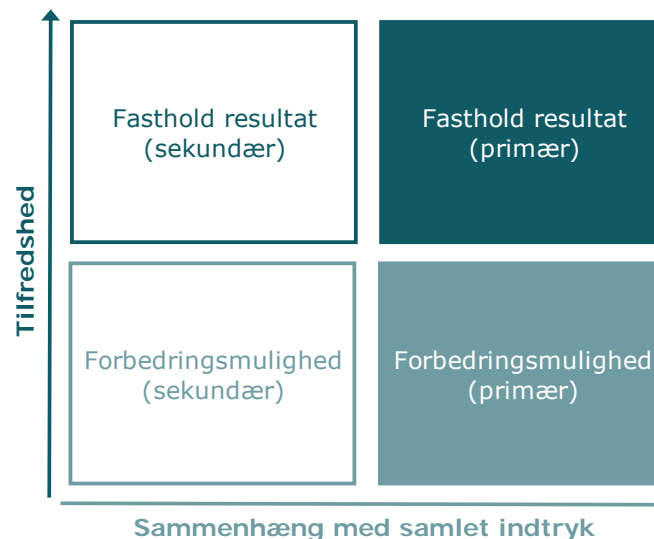 Fasthold resultat
(sekundær)
Fasthold resultat
(primær)
Tilfredshed
Forbedringsmulighed
(sekundær)
Forbedringsmulighed
(primær)
Sammenhæng med samlet indtryk